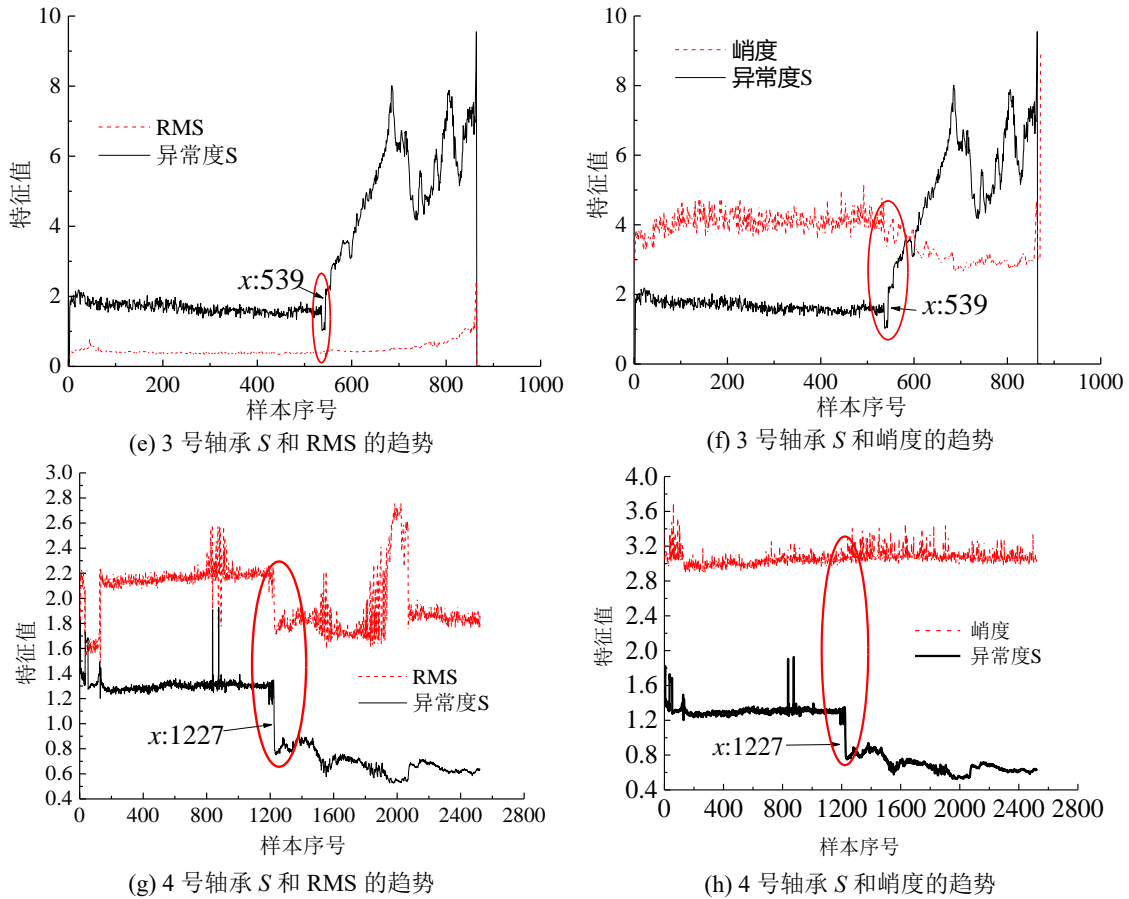 10
8
6
4
2
0
特征值
RMS
异常度S
x:539
0 200 400 600 800 1000
样本序号
(e) 3 号轴承 S 和 RMS 的趋势
10
8
6
4
2
0
特征值
峭度
异常度S
x:539
0 200 400 600 800 1000
样本序号
(f) 3 号轴承 S 和峭度的趋势
3.0
2.8
2.6
2.4
2.2
2.0
1.8
1.6
1.4
1.2
1.0
0.8
0.6
0.4
特征值
RMS
异常度S
x:1227
0 400 800 1200 1600 2000 2400 2800
样本序号
(g) 4 号轴承 S 和 RMS 的趋势
4.0
3.6
3.2
2.8
2.4
2.0
1.6
1.2
0.8
0.4
特征值
峭度
异常度S
x:1227
0 400 800 1200 1600 2000 2400 2800
样本序号
(h) 4 号轴承 S 和峭度的趋势